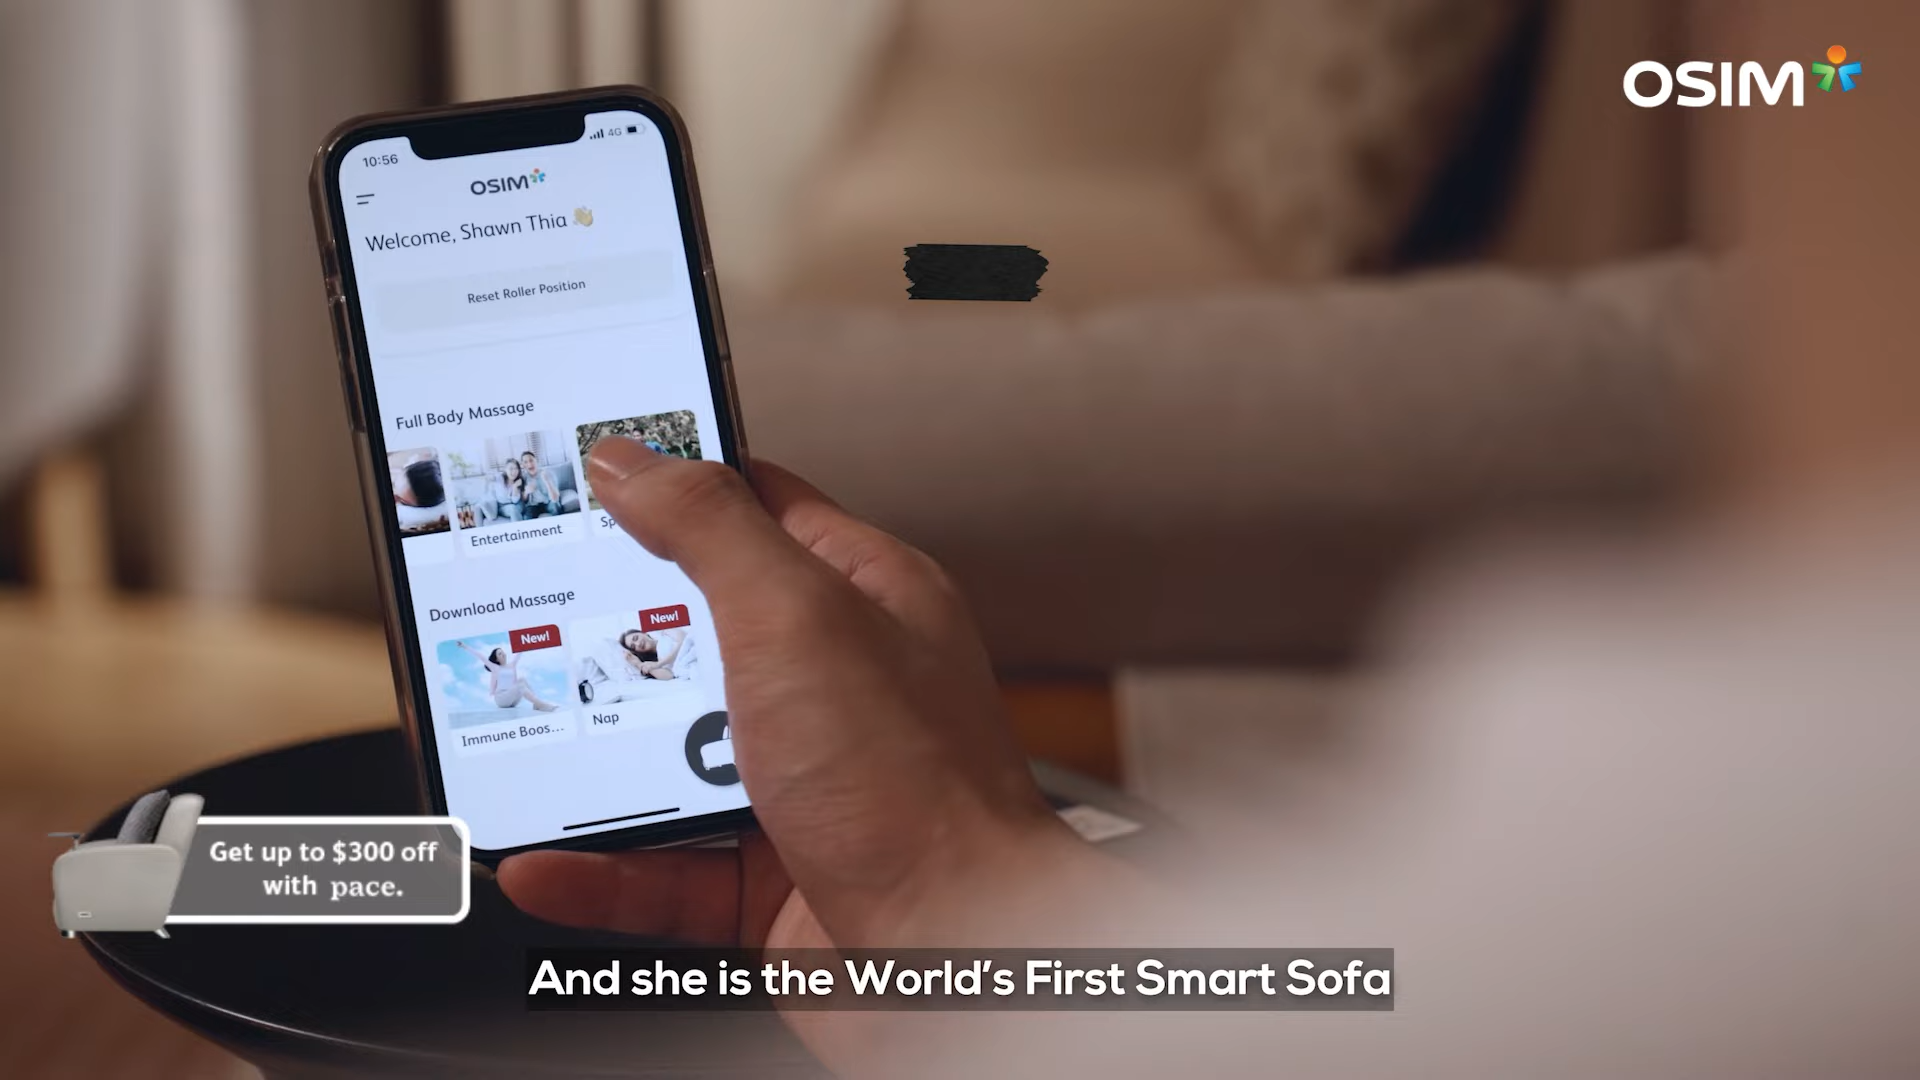 OSIM
10:56
4G
OSIM
Welcome, Shawn Thia 👋
Reset Roller Position
Full Body Massage
Entertainment
Download Massage
New!
New!
Immune Boos...
Nap
Get up to $300 off
with pace.
And she is the World's First Smart Sofa